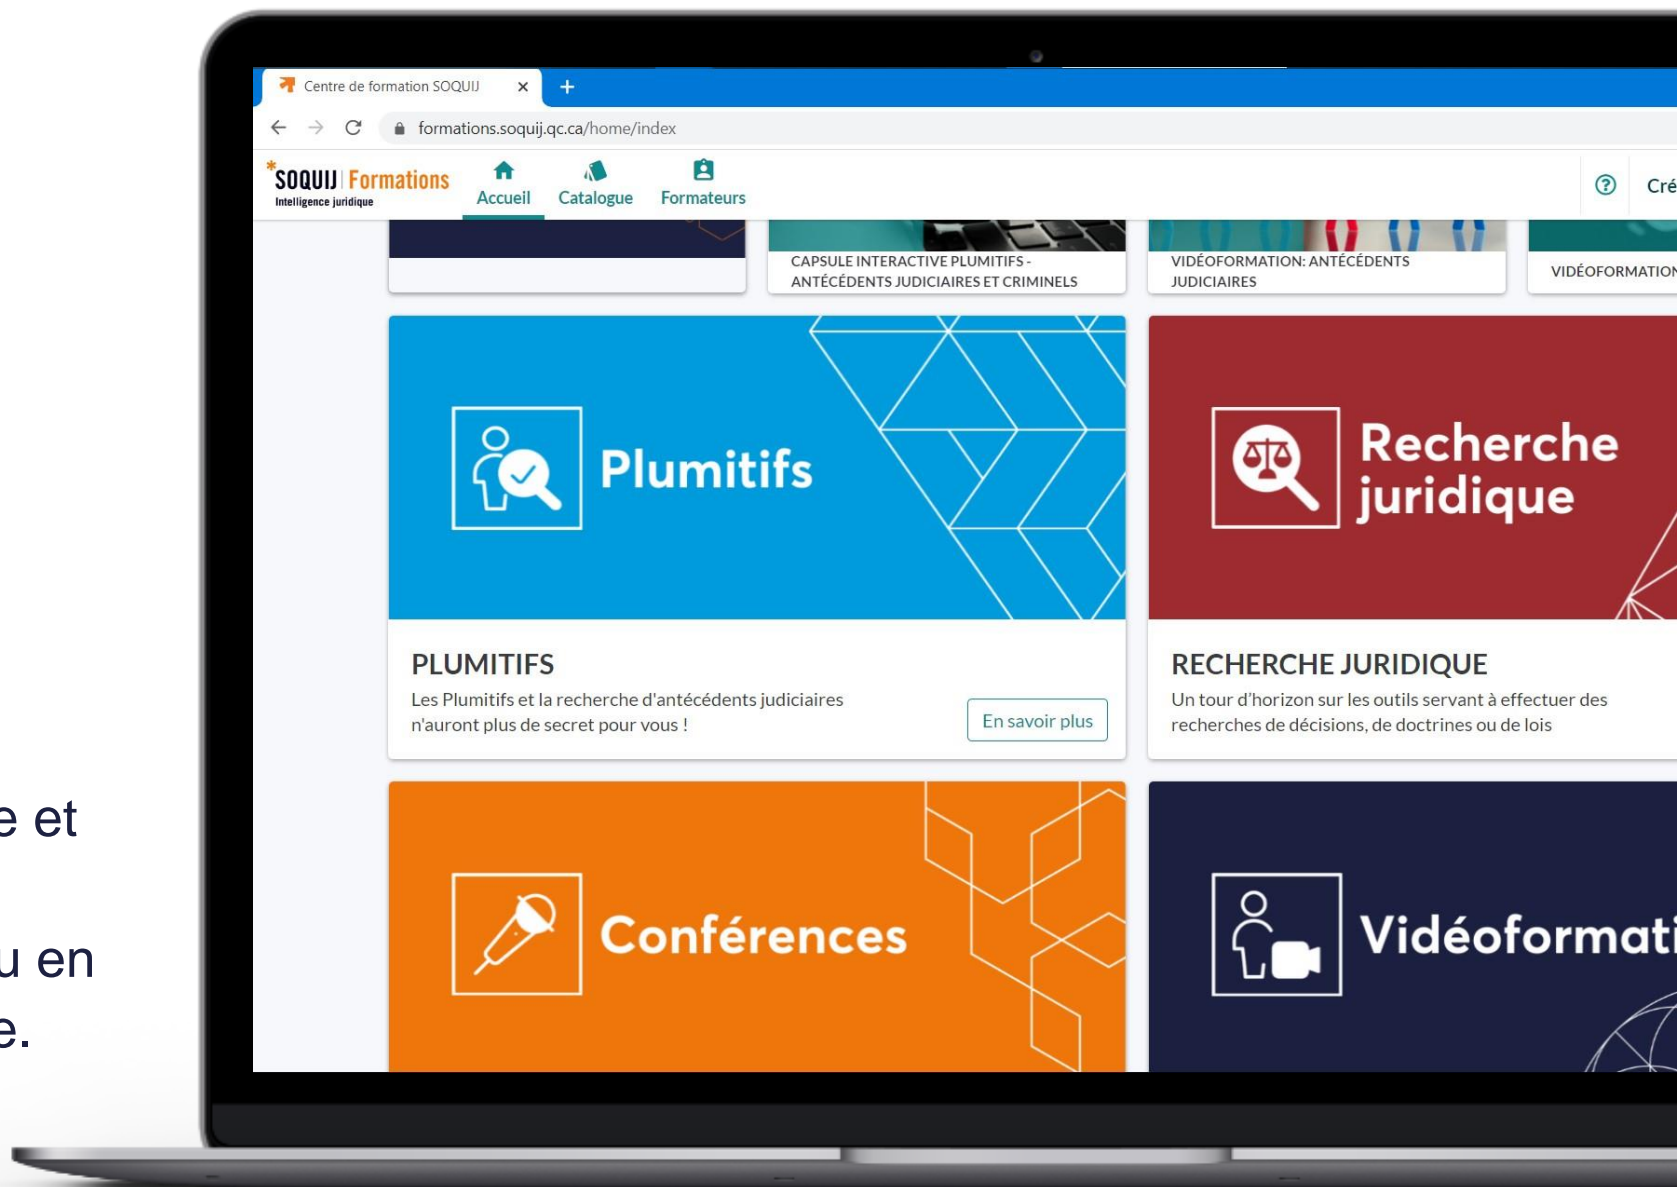 Centre de formation SOQUIJ
formations.soquij.qc.ca/home/index
SOQUIJ Formations
Intelligence juridique
Accueil Catalogue Formateurs
CAPSULE INTERACTIVE PLUMITIFS -
ANTÉCÉDENTS JUDICIAIRES ET CRIMINELS
VIDÉOFORMATION: ANTÉCÉDENTS
JUDICIAIRES
VIDÉOFORMATION
Plumitifs
Recherche
juridique
PLUMITIFS
Les Plumitifs et la recherche d'antécédents judiciaires
n'auront plus de secret pour vous !
En savoir plus
RECHERCHE JURIDIQUE
Un tour d’horizon sur les outils servant à effectuer des
recherches de décisions, de doctrines ou de lois
et
en
Conférences